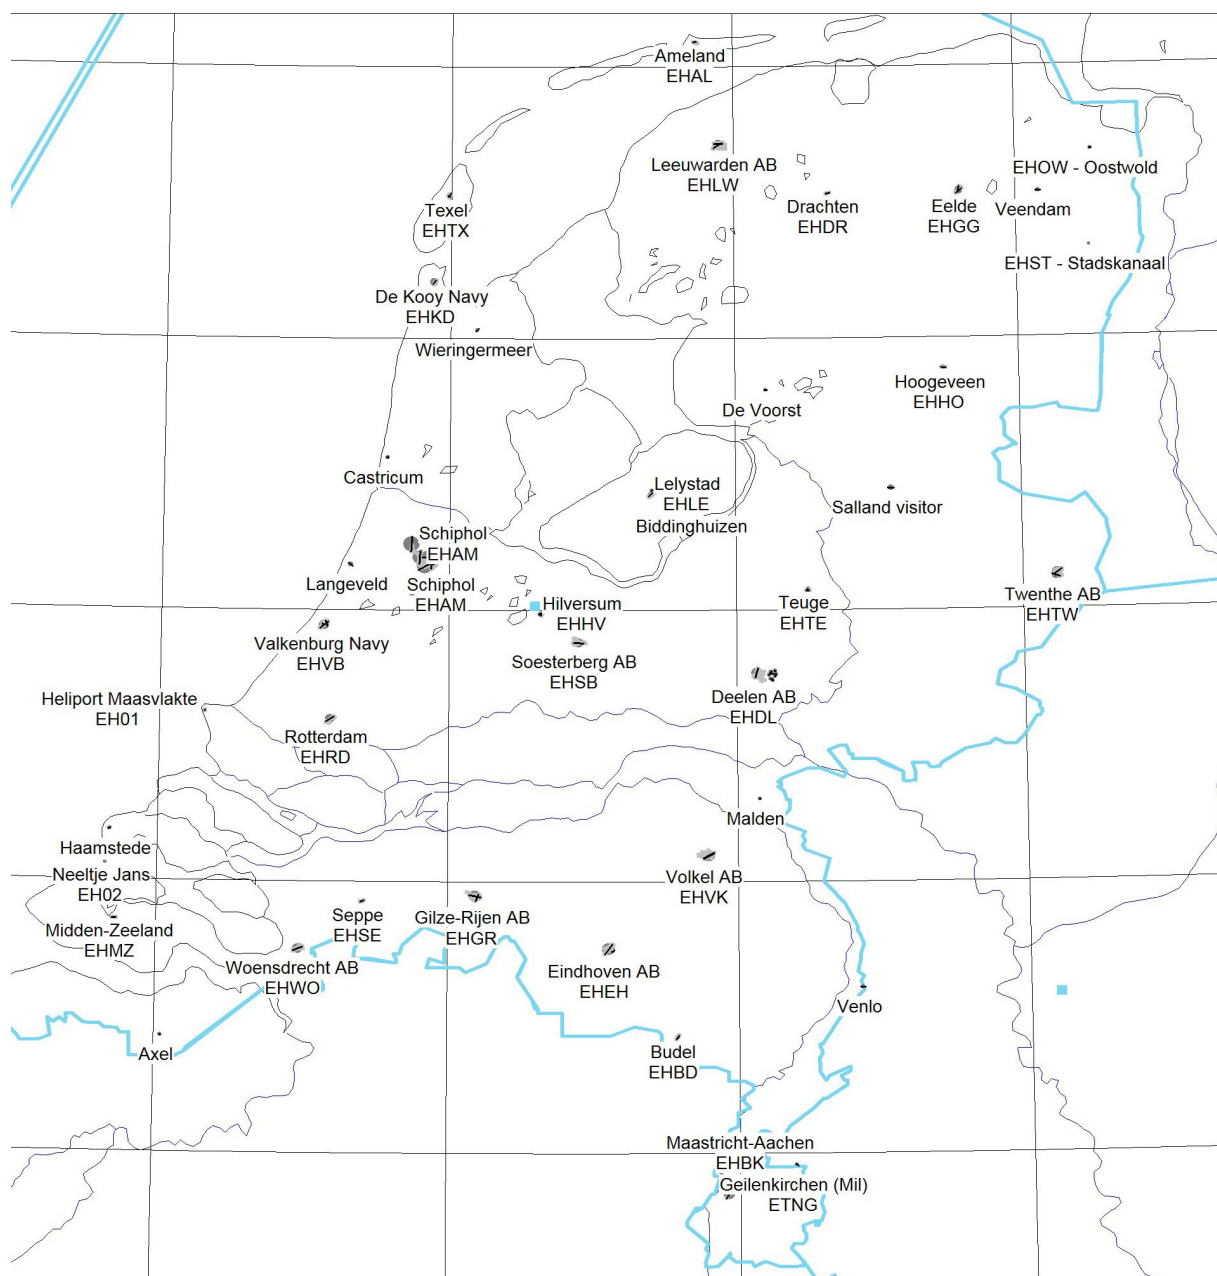 Ameland
EHAL
Leeuwarden AB
EHLW
EHOW - Oostwold
Texel
EHTX
Drachten
EHDR
Eelde
EHGG
Veendam
EHST - Stadskanaal
De Kooy Navy
EHKD
Wieringermeer
Hoogeveen
EHHO
De Voorst
Castricum
Lelystad
EHLE
Biddinghuizen
Salland visitor
Schiphol
EHAM
Langeveld
Schiphol
EHAM
Hilversum
EHHV
Teuge
EHTE
Twenthe AB
EHTW
Valkenburg Navy
EHVB
Soesterberg AB
EHSB
Heliport Maasvlakte
EH01
Deelen AB
EHDL
Rotterdam
EHRD
Malden
Haamstede
Neeltje Jans
EH02
Volkel AB
EHVK
Midden-Zeeland
EHMZ
Seppe
EHSE
Gilze-Rijen AB
EHGR
Woensdrecht AB
EHWO
Eindhoven AB
EHEH
Venlo
Axel
Budel
EHBD
Maastricht-Aachen
EHBK
Geilenkirchen (Mil)
ETNG